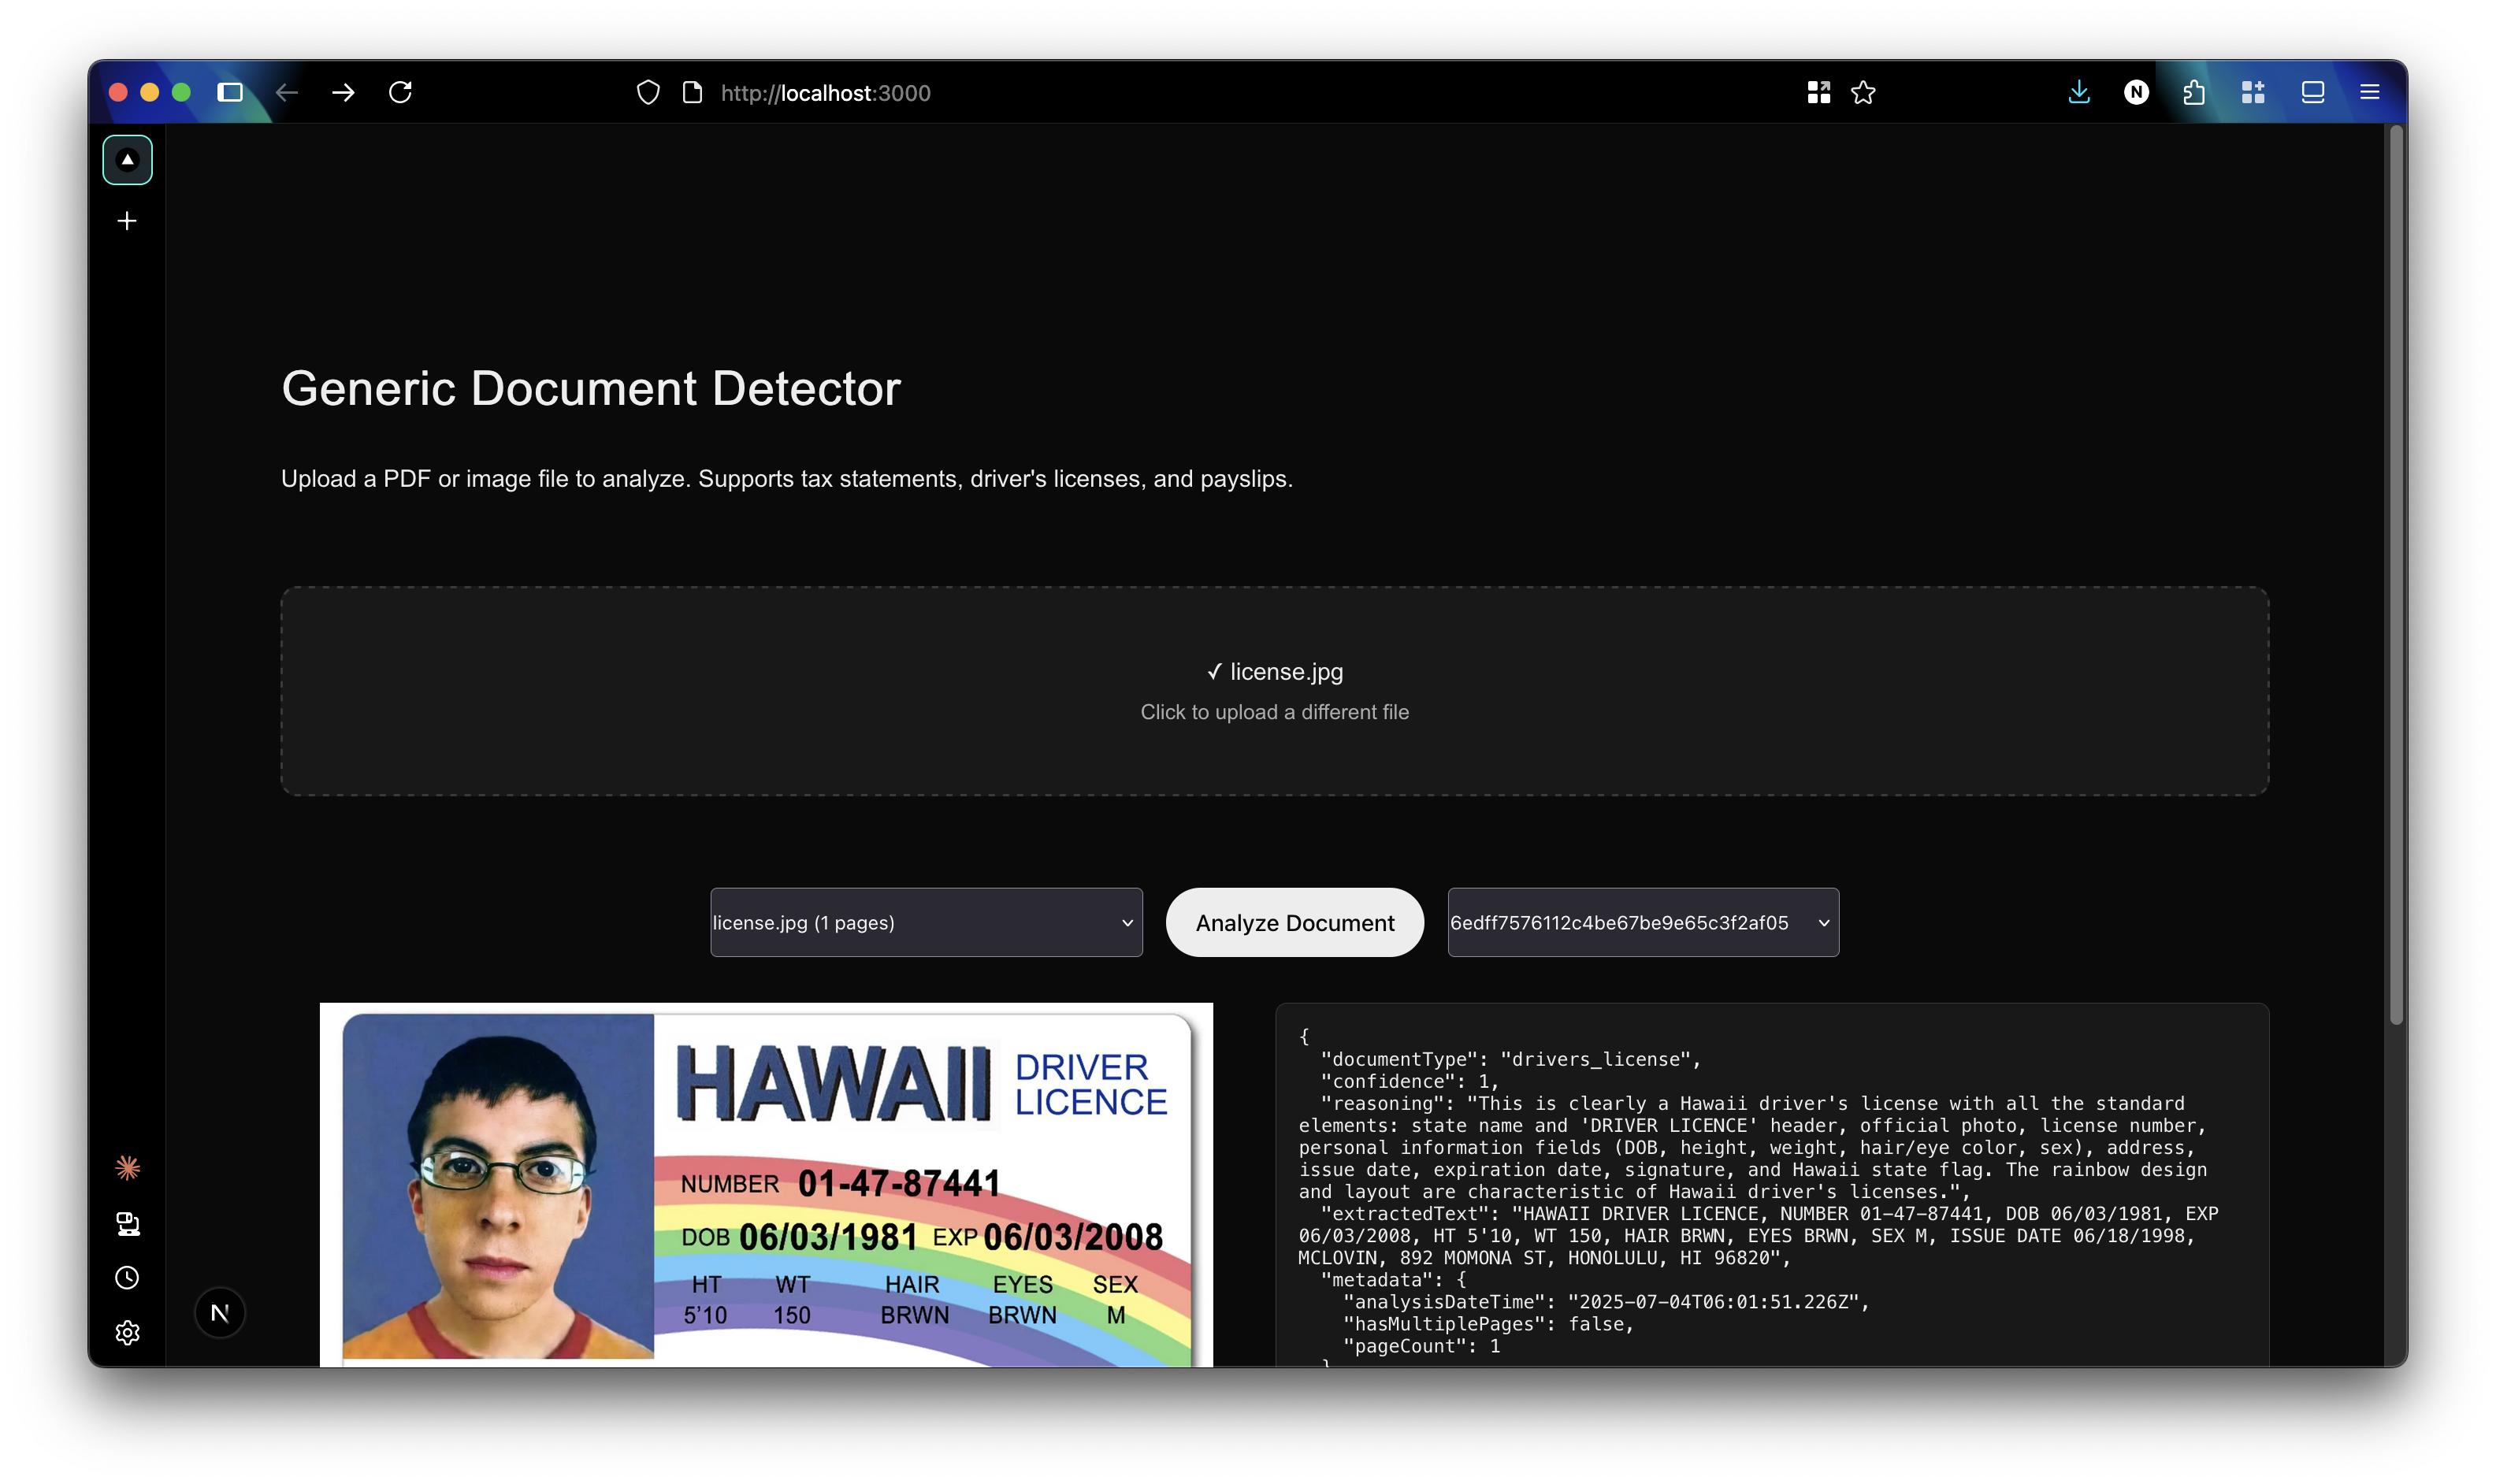 http://localhost:3000
Generic Document Detector
Upload a PDF or image file to analyze. Supports tax statements, driver's licenses, and payslips.
✓ license.jpg
Click to upload a different file
license.jpg (1 pages)
Analyze Document
6edff7576112c4be67be9e65c3f2af05
HAWAII
DRIVER
LICENCE
NUMBER 01-47-87441
DOB 06/03/1981 EXP 06/03/2008
HT WT HAIR EYES SEX
5'10 150 BRWN BRWN M
{
"documentType": "drivers_license",
"confidence": 1,
"reasoning": "This is clearly a Hawaii driver's license with all the standard
elements: state name and 'DRIVER LICENCE' header, official photo, license number,
personal information fields (DOB, height, weight, hair/eye color, sex), address,
issue date, expiration date, signature, and Hawaii state flag. The rainbow design
and layout are characteristic of Hawaii driver's licenses.",
"extractedText": "HAWAII DRIVER LICENCE, NUMBER 01-47-87441, DOB 06/03/1981, EXP
06/03/2008, HT 5'10, WT 150, HAIR BRWN, EYES BRWN, SEX M, ISSUE DATE 06/18/1998,
MCLOVIN, 892 MOMONA ST, HONOLULU, HI 96820",
"metadata": {
"analysisDateTime": "2025-07-04T06:01:51.226Z",
"hasMultiplePages": false,
"pageCount": 1
}
N
N